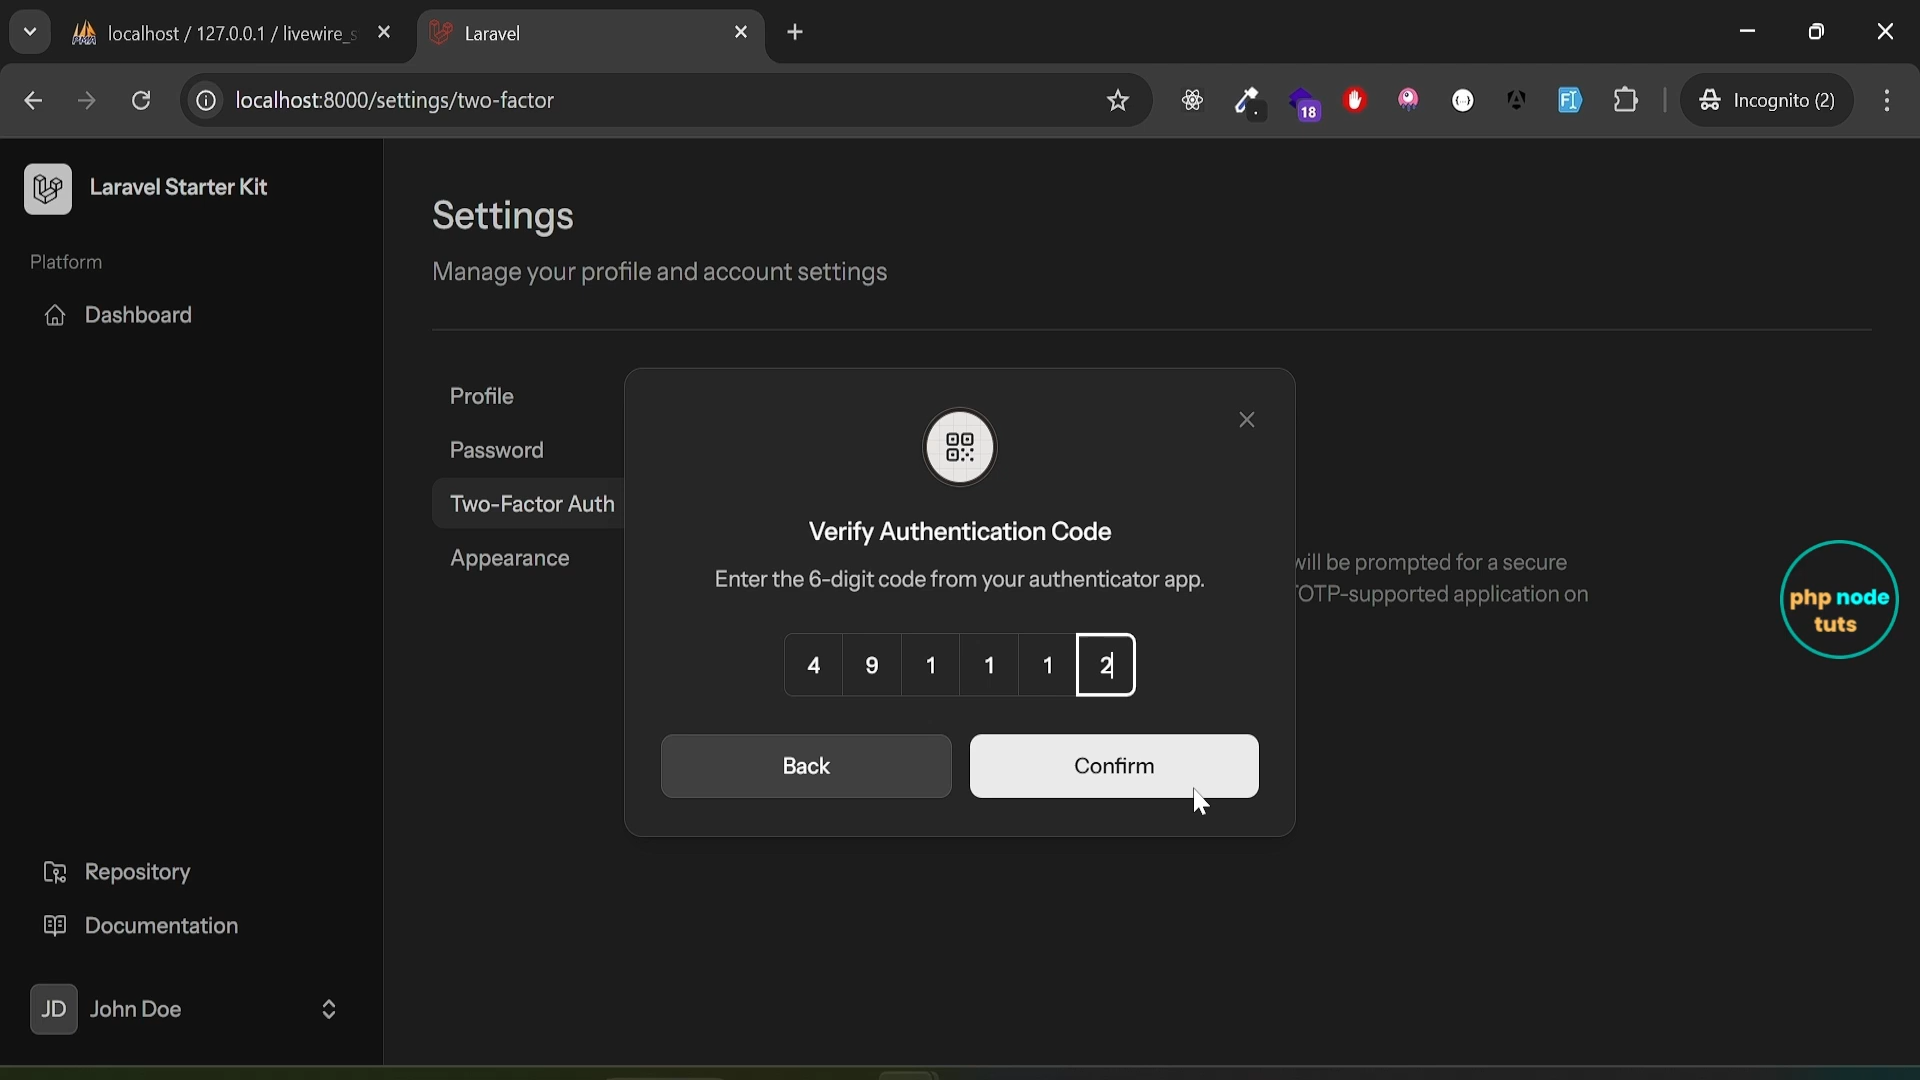 localhost / 127.0.0.1 / livewire_s
Laravel
localhost:8000/settings/two-factor
18
Incognito (2)
Laravel Starter Kit
Platform
Dashboard
Settings
Manage your profile and account settings
Profile
Password
Two-Factor Auth
Appearance
Verify Authentication Code
Enter the 6-digit code from your authenticator app.
4 9 1 1 1 2
Back
Confirm
will be prompted for a secure
TOTP-supported application on
php node
tuts
Repository
Documentation
JD John Doe